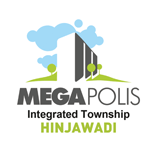 MEGAPOLIS
Integrated Township
HINJAWADI